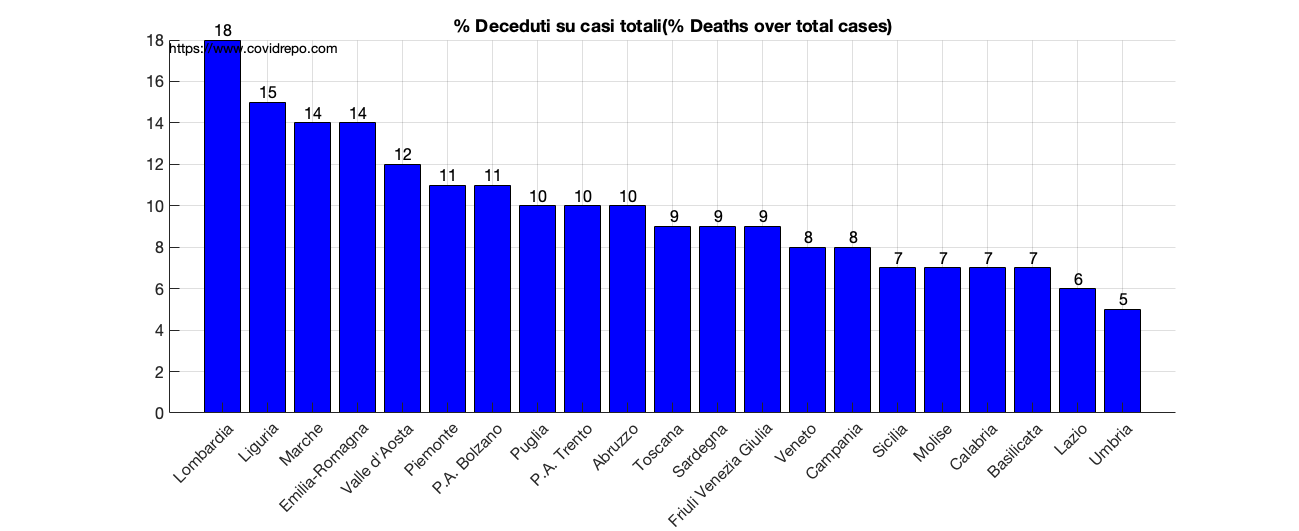 % Deceduti su casi totali(% Deaths over total cases)
https://www.covidrepo.com
18
16
14
12
10
8
6
4
2
0
18
15
14
14
12
11
11
10
10
10
9
9
9
8
8
7
7
7
7
6
5
Lombardia
Liguria
Marche
Emilia-Romagna
Valle d'Aosta
Piemonte
P.A. Bolzano
Puglia
P.A. Trento
Abruzzo
Toscana
Sardegna
Friuli Venezia Giulia
Veneto
Campania
Sicilia
Molise
Calabria
Basilicata
Lazio
Umbria